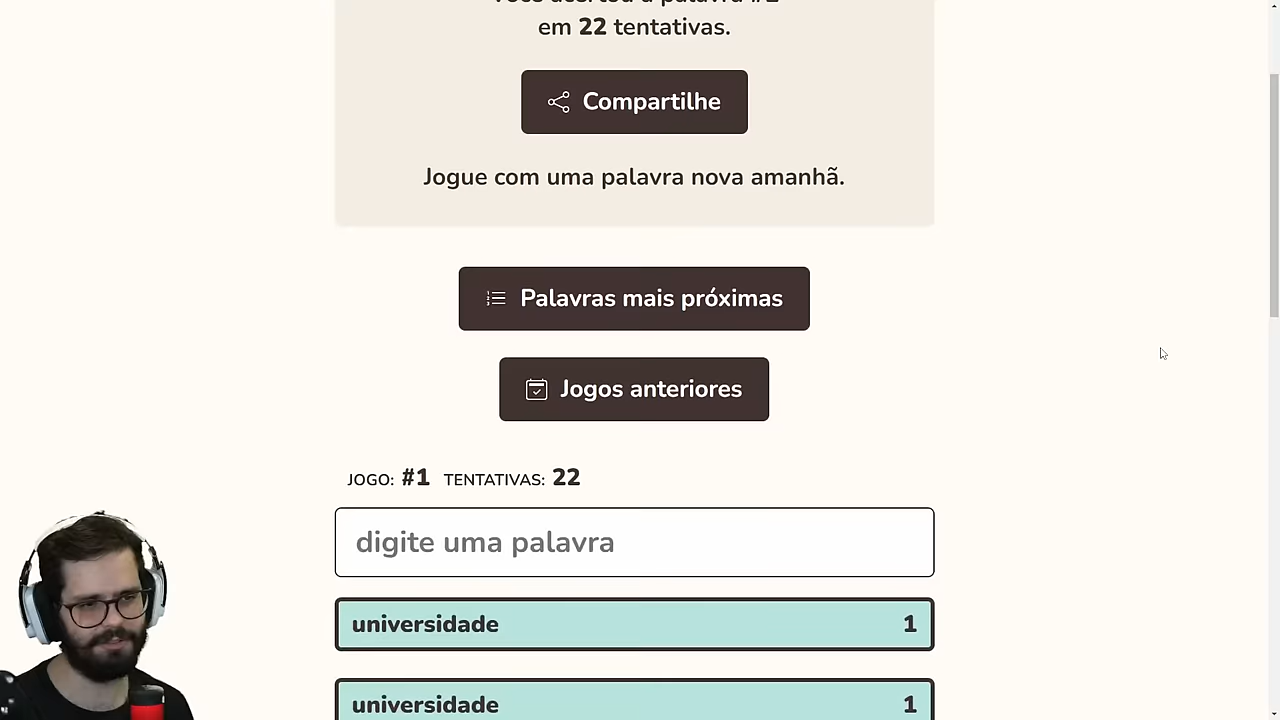 em 22 tentativas.
Compartilhe
Jogue com uma palavra nova amanhã.
Palavras mais próximas
Jogos anteriores
JOGO: #1 TENTATIVAS: 22
digite uma palavra
universidade 1
universidade 1